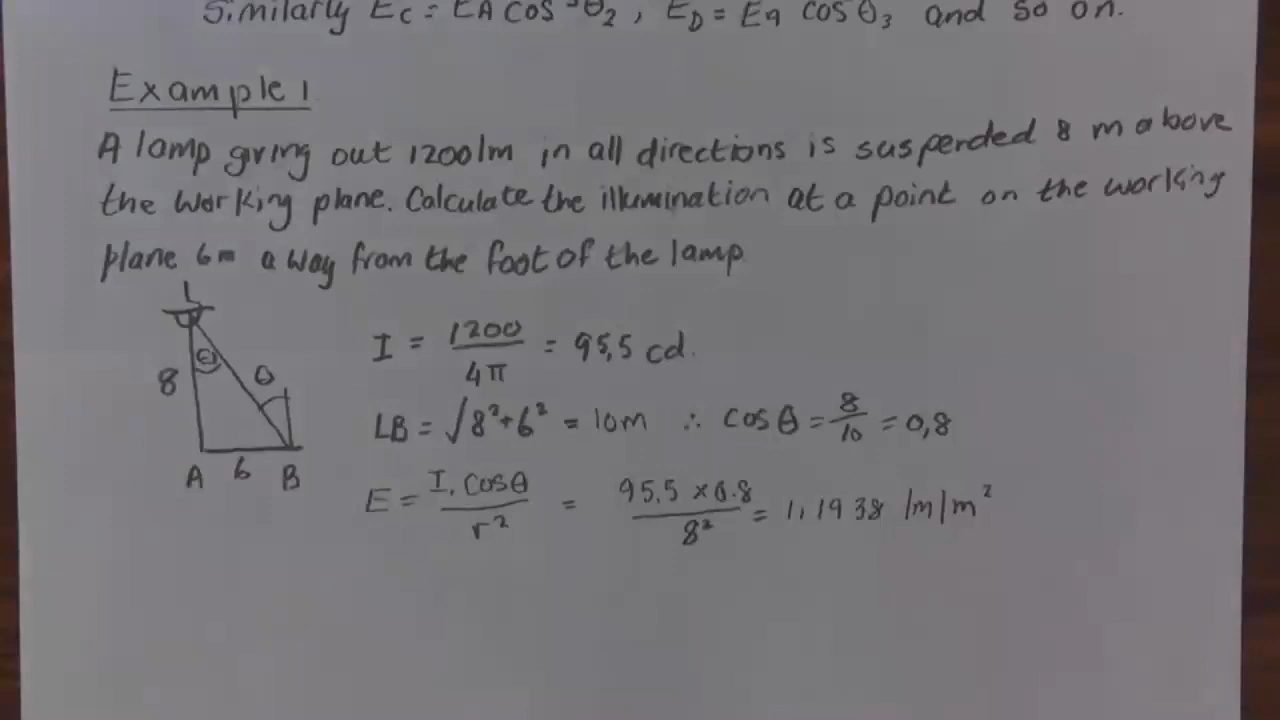 Similarly Ec = EA cos³θ₂, ED = EA cosθ₃ and so on.
Example 1
A lamp giving out 1200lm in all directions is suspended 8 m above
the working plane. Calculate the illumination at a point on the working
plane 6m away from the foot of the lamp
L
8 θ θ
A 6 B
I = 1200/4π = 95,5 cd.
LB = √8²+6² = 10m ∴ cosθ = 8/10 = 0,8
E = I. cosθ/r² = 95.5 × 0.8/8² = 1,1938 lm/m²